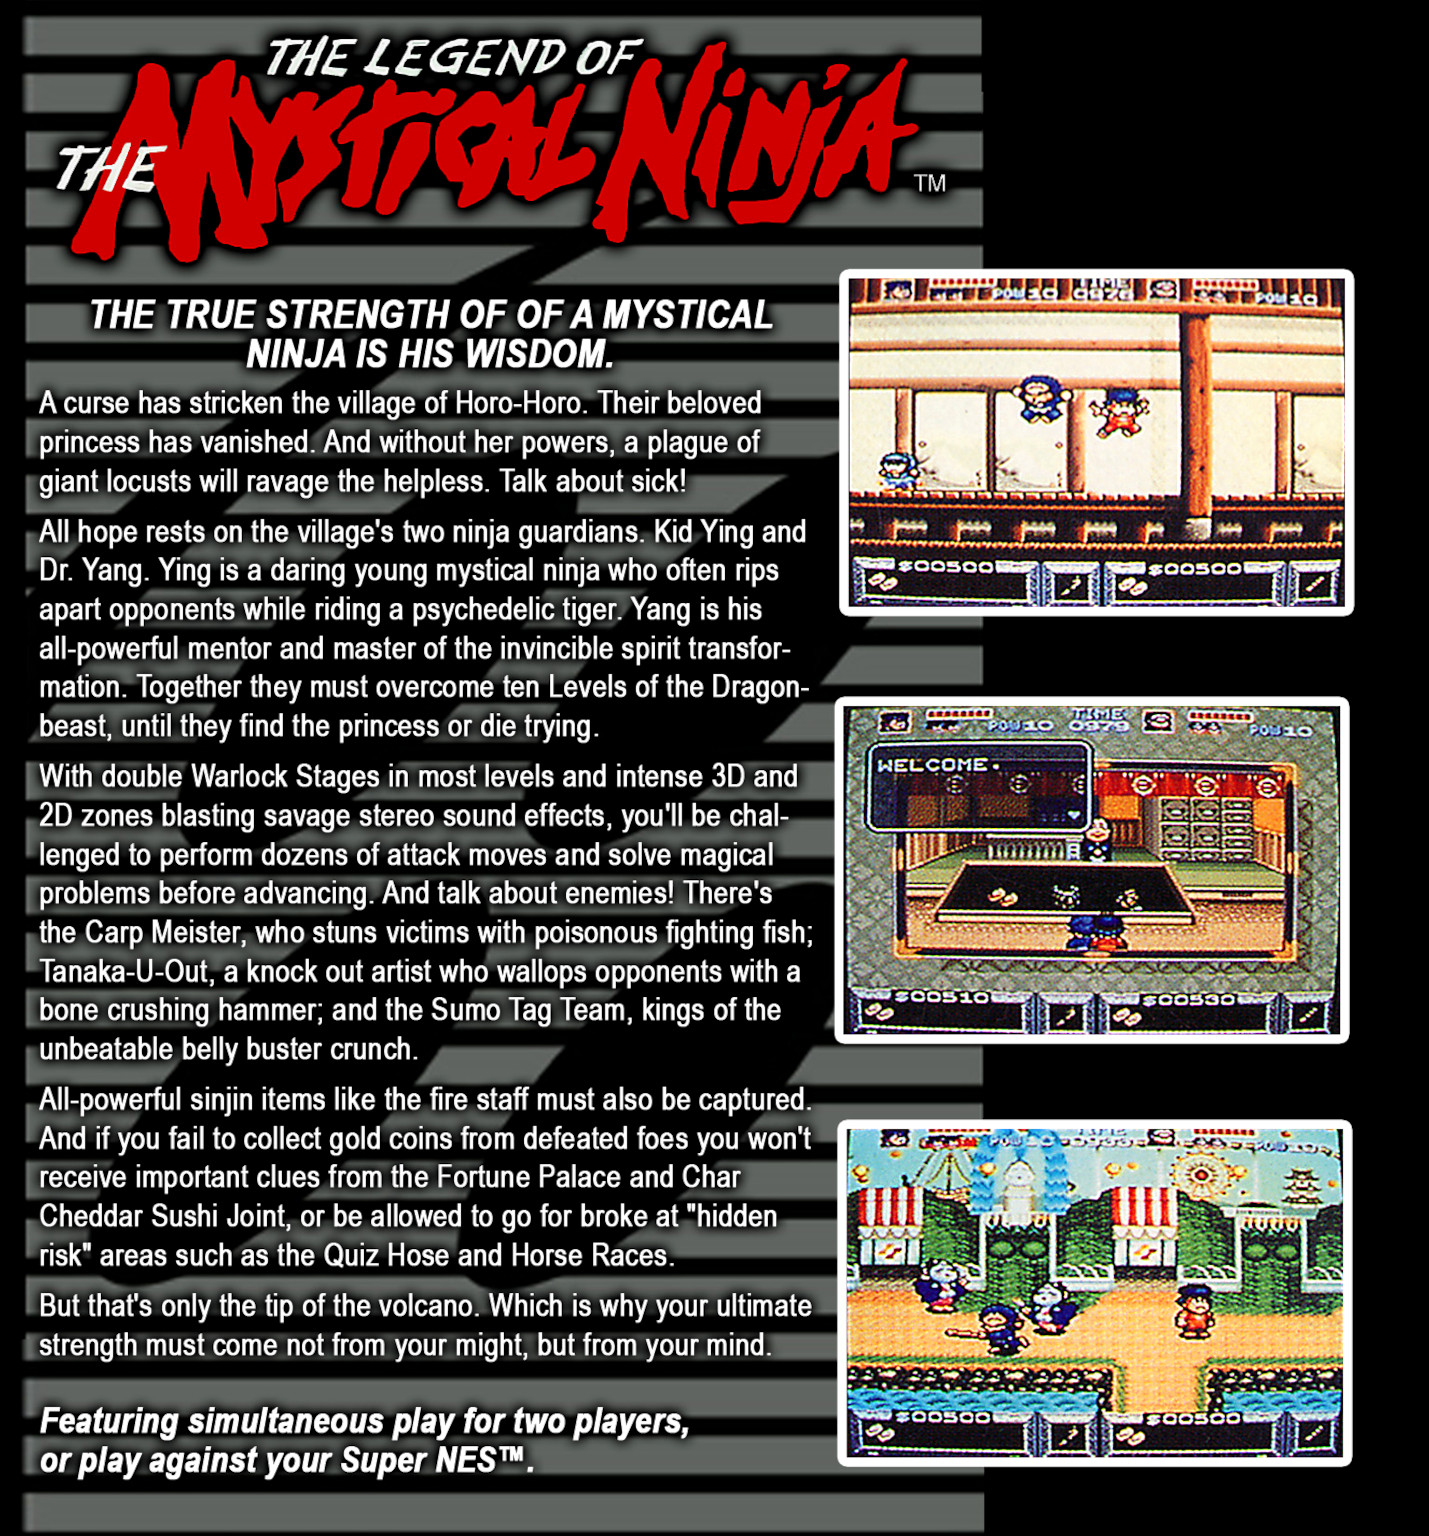 THE LEGEND OF
THE MYSTICAL NINJA TM
THE TRUE STRENGTH OF OF A MYSTICAL
NINJA IS HIS WISDOM.
A curse has stricken the village of Horo-Horo. Their beloved
princess has vanished. And without her powers, a plague of
giant locusts will ravage the helpless. Talk about sick!
All hope rests on the village's two ninja guardians. Kid Ying and
Dr. Yang. Ying is a daring young mystical ninja who often rips
apart opponents while riding a psychedelic tiger. Yang is his
all-powerful mentor and master of the invincible spirit transfor-
mation. Together they must overcome ten Levels of the Dragon-
beast, until they find the princess or die trying.
With double Warlock Stages in most levels and intense 3D and
2D zones blasting savage stereo sound effects, you'll be chal-
lenged to perform dozens of attack moves and solve magical
problems before advancing. And talk about enemies! There's
the Carp Meister, who stuns victims with poisonous fighting fish;
Tanaka-U-Out, a knock out artist who wallops opponents with a
bone crushing hammer; and the Sumo Tag Team, kings of the
unbeatable belly buster crunch.
All-powerful sinjin items like the fire staff must also be captured.
And if you fail to collect gold coins from defeated foes you won't
receive important clues from the Fortune Palace and Char
Cheddar Sushi Joint, or be allowed to go for broke at "hidden
risk" areas such as the Quiz Hose and Horse Races.
But that's only the tip of the volcano. Which is why your ultimate
strength must come not from your might, but from your mind.
Featuring simultaneous play for two players,
or play against your Super NES™.
TIME
POW 10 0978 POW 10
$00500 $00500
TIME
POW 10 0979 POW 10
WELCOME.
$00510 $00530
$00500 $00500